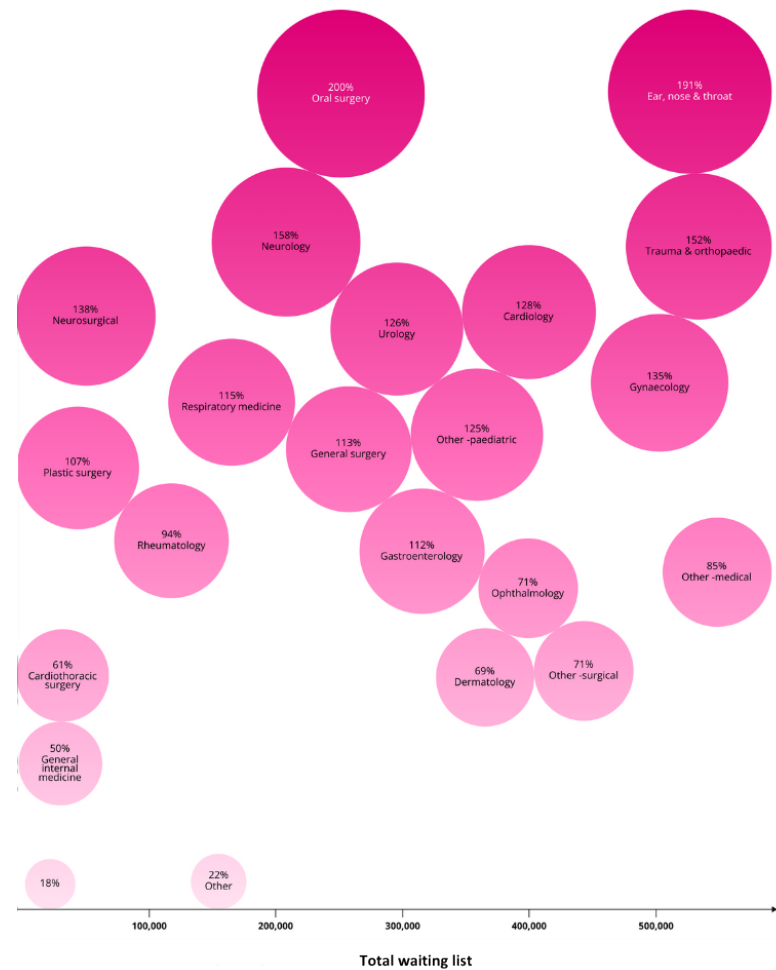 200%
Oral surgery
191%
Ear, nose & throat
158%
Neurology
152%
Trauma & orthopaedic
138%
Neurosurgical
126%
Urology
128%
Cardiology
135%
Gynaecology
115%
Respiratory medicine
113%
General surgery
125%
Other -paediatric
107%
Plastic surgery
94%
Rheumatology
112%
Gastroenterology
71%
Ophthalmology
85%
Other -medical
61%
Cardiothoracic
surgery
69%
Dermatology
71%
Other -surgical
50%
General
internal
medicine
18%
22%
Other
100,000
200,000
300,000
400,000
500,000
Total waiting list